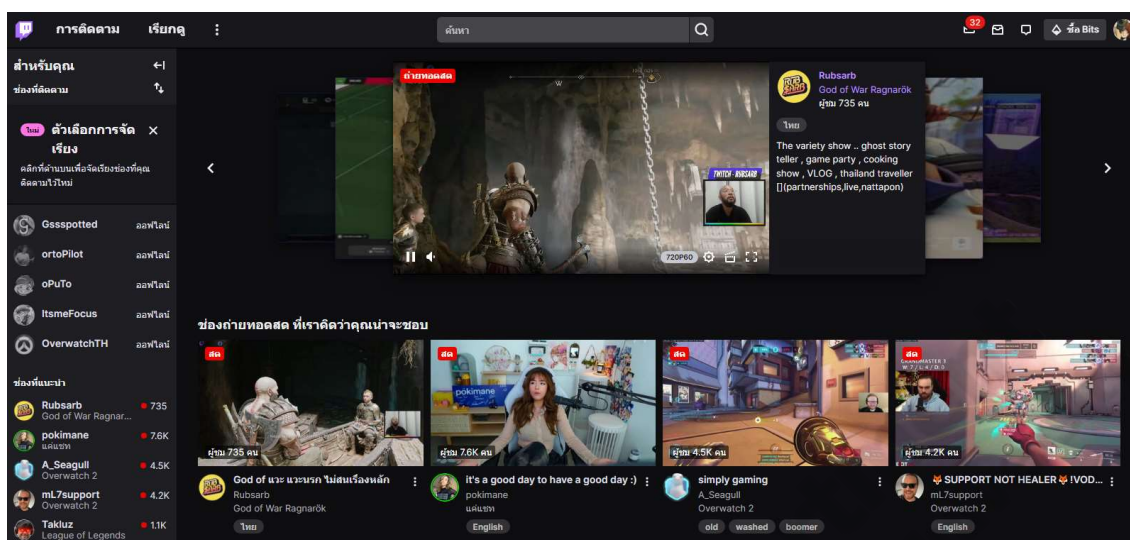 การติดตาม เรียกดู
ค้นหา
32
ซื้อ Bits
สำหรับคุณ
ช่องที่ติดตาม
ใหม่ ตัวเลือกการจัด
เรียง
คลิกที่ด้านบนเพื่อจัดเรียงช่องที่คุณ
ติดตามไว้ใหม่
Gssspotted ออฟไลน์
ortoPilot ออฟไลน์
oPuTo ออฟไลน์
ItsmeFocus ออฟไลน์
OverwatchTH ออฟไลน์
ช่องที่แนะนำ
Rubsarb 735
God of War Ragnar...
pokimane 7.6K
แค่แชท
A_Seagull 4.5K
Overwatch 2
mL7support 4.2K
Overwatch 2
Takluz 1.1K
League of Legends
ถ่ายทอดสด
W
TWITCH - RUBSARB
720P60
RUB
SARB
Rubsarb
God of War Ragnarök
ผู้ชม 735 คน
ไทย
The variety show .. ghost story
teller , game party , cooking
show , VLOG , thailand traveller
[](partnerships,live,nattapon)
ช่องถ่ายทอดสด ที่เราคิดว่าคุณน่าจะชอบ
สด
ผู้ชม 735 คน
God of แวะ แวะนรก ไม่สนเรื่องหลัก
Rubsarb
God of War Ragnarök
ไทย
สด
pokimane
ผู้ชม 7.6K คน
it's a good day to have a good day :)
pokimane
แค่แชท
English
สด
ผู้ชม 4.5K คน
simply gaming
A_Seagull
Overwatch 2
old washed boomer
สด
GRANDMASTER 3
W 7 / L 4 / D 0
ผู้ชม 4.2K คน
SUPPORT NOT HEALER !VOD...
mL7support
Overwatch 2
English